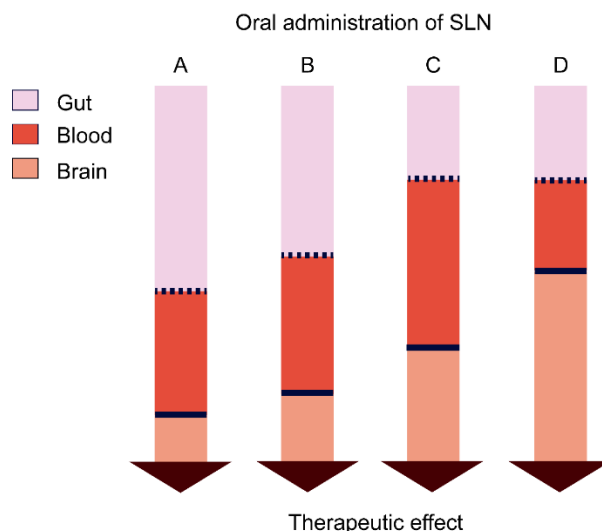 Oral administration of SLN
A B C D
Gut
Blood
Brain
Therapeutic effect